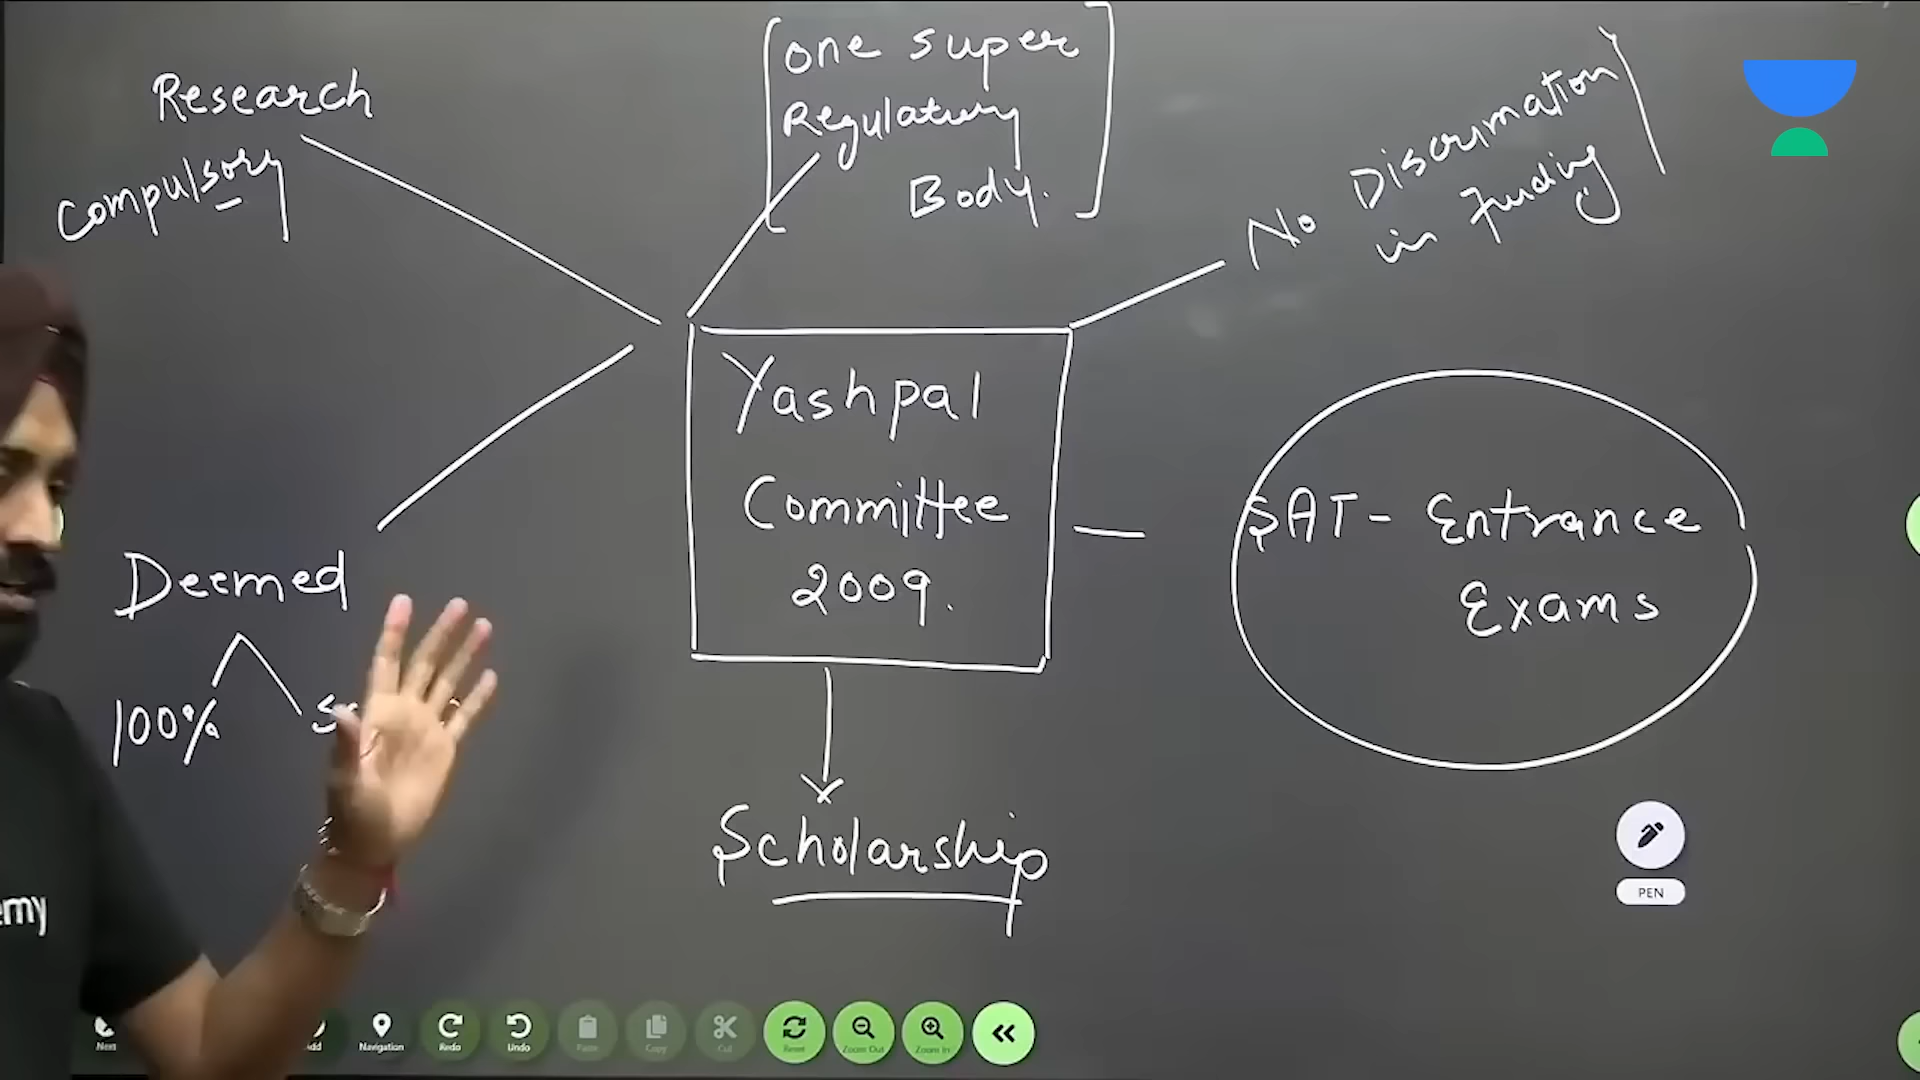 one super
Regulatory
Body.
Research
Compulsory
No Discrimation
in Funding
Yashpal
Committee
2009.
SAT- Entrance
Exams
Deemed
100%
Scholarship
PEN
emy
Next
Navigation
Redo
Undo
Paste
Copy
Cut
Reset
Zoom Out
Zoom In